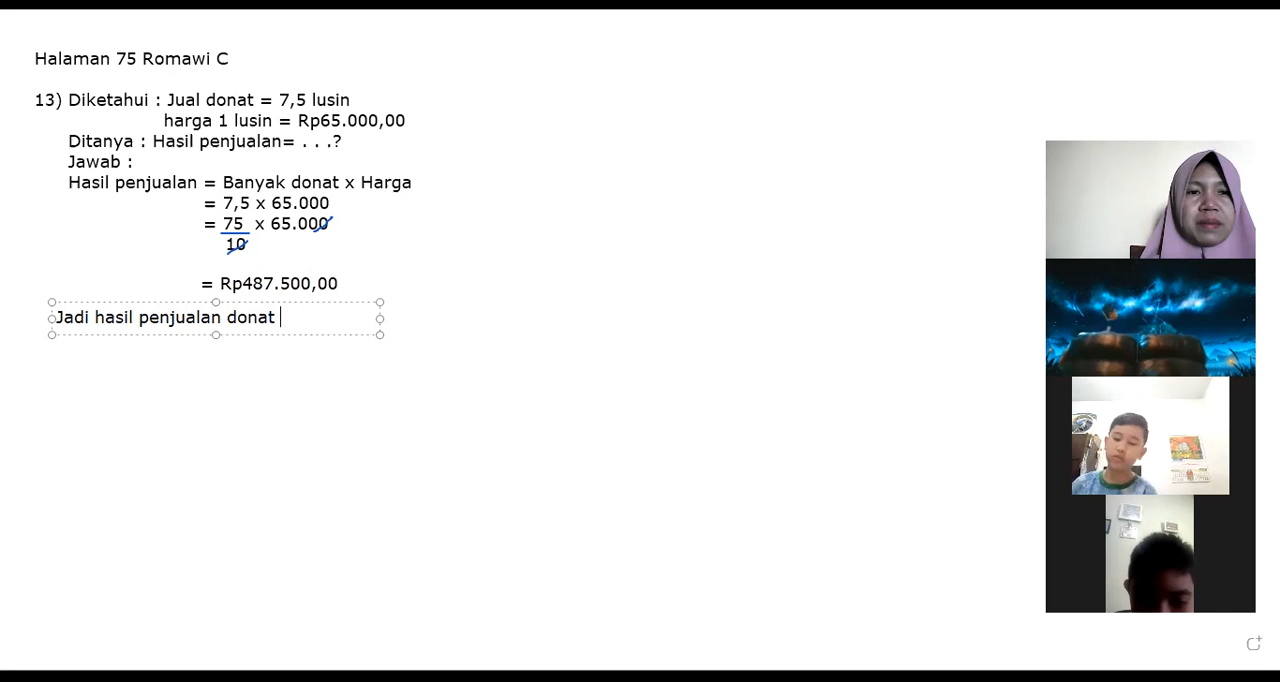 Halaman 75 Romawi C
13) Diketahui : Jual donat = 7,5 lusin
harga 1 lusin = Rp65.000,00
Ditanya : Hasil penjualan= . . .?
Jawab :
Hasil penjualan = Banyak donat x Harga
= 7,5 x 65.000
= 75 x 65.000
10
= Rp487.500,00
Jadi hasil penjualan donat